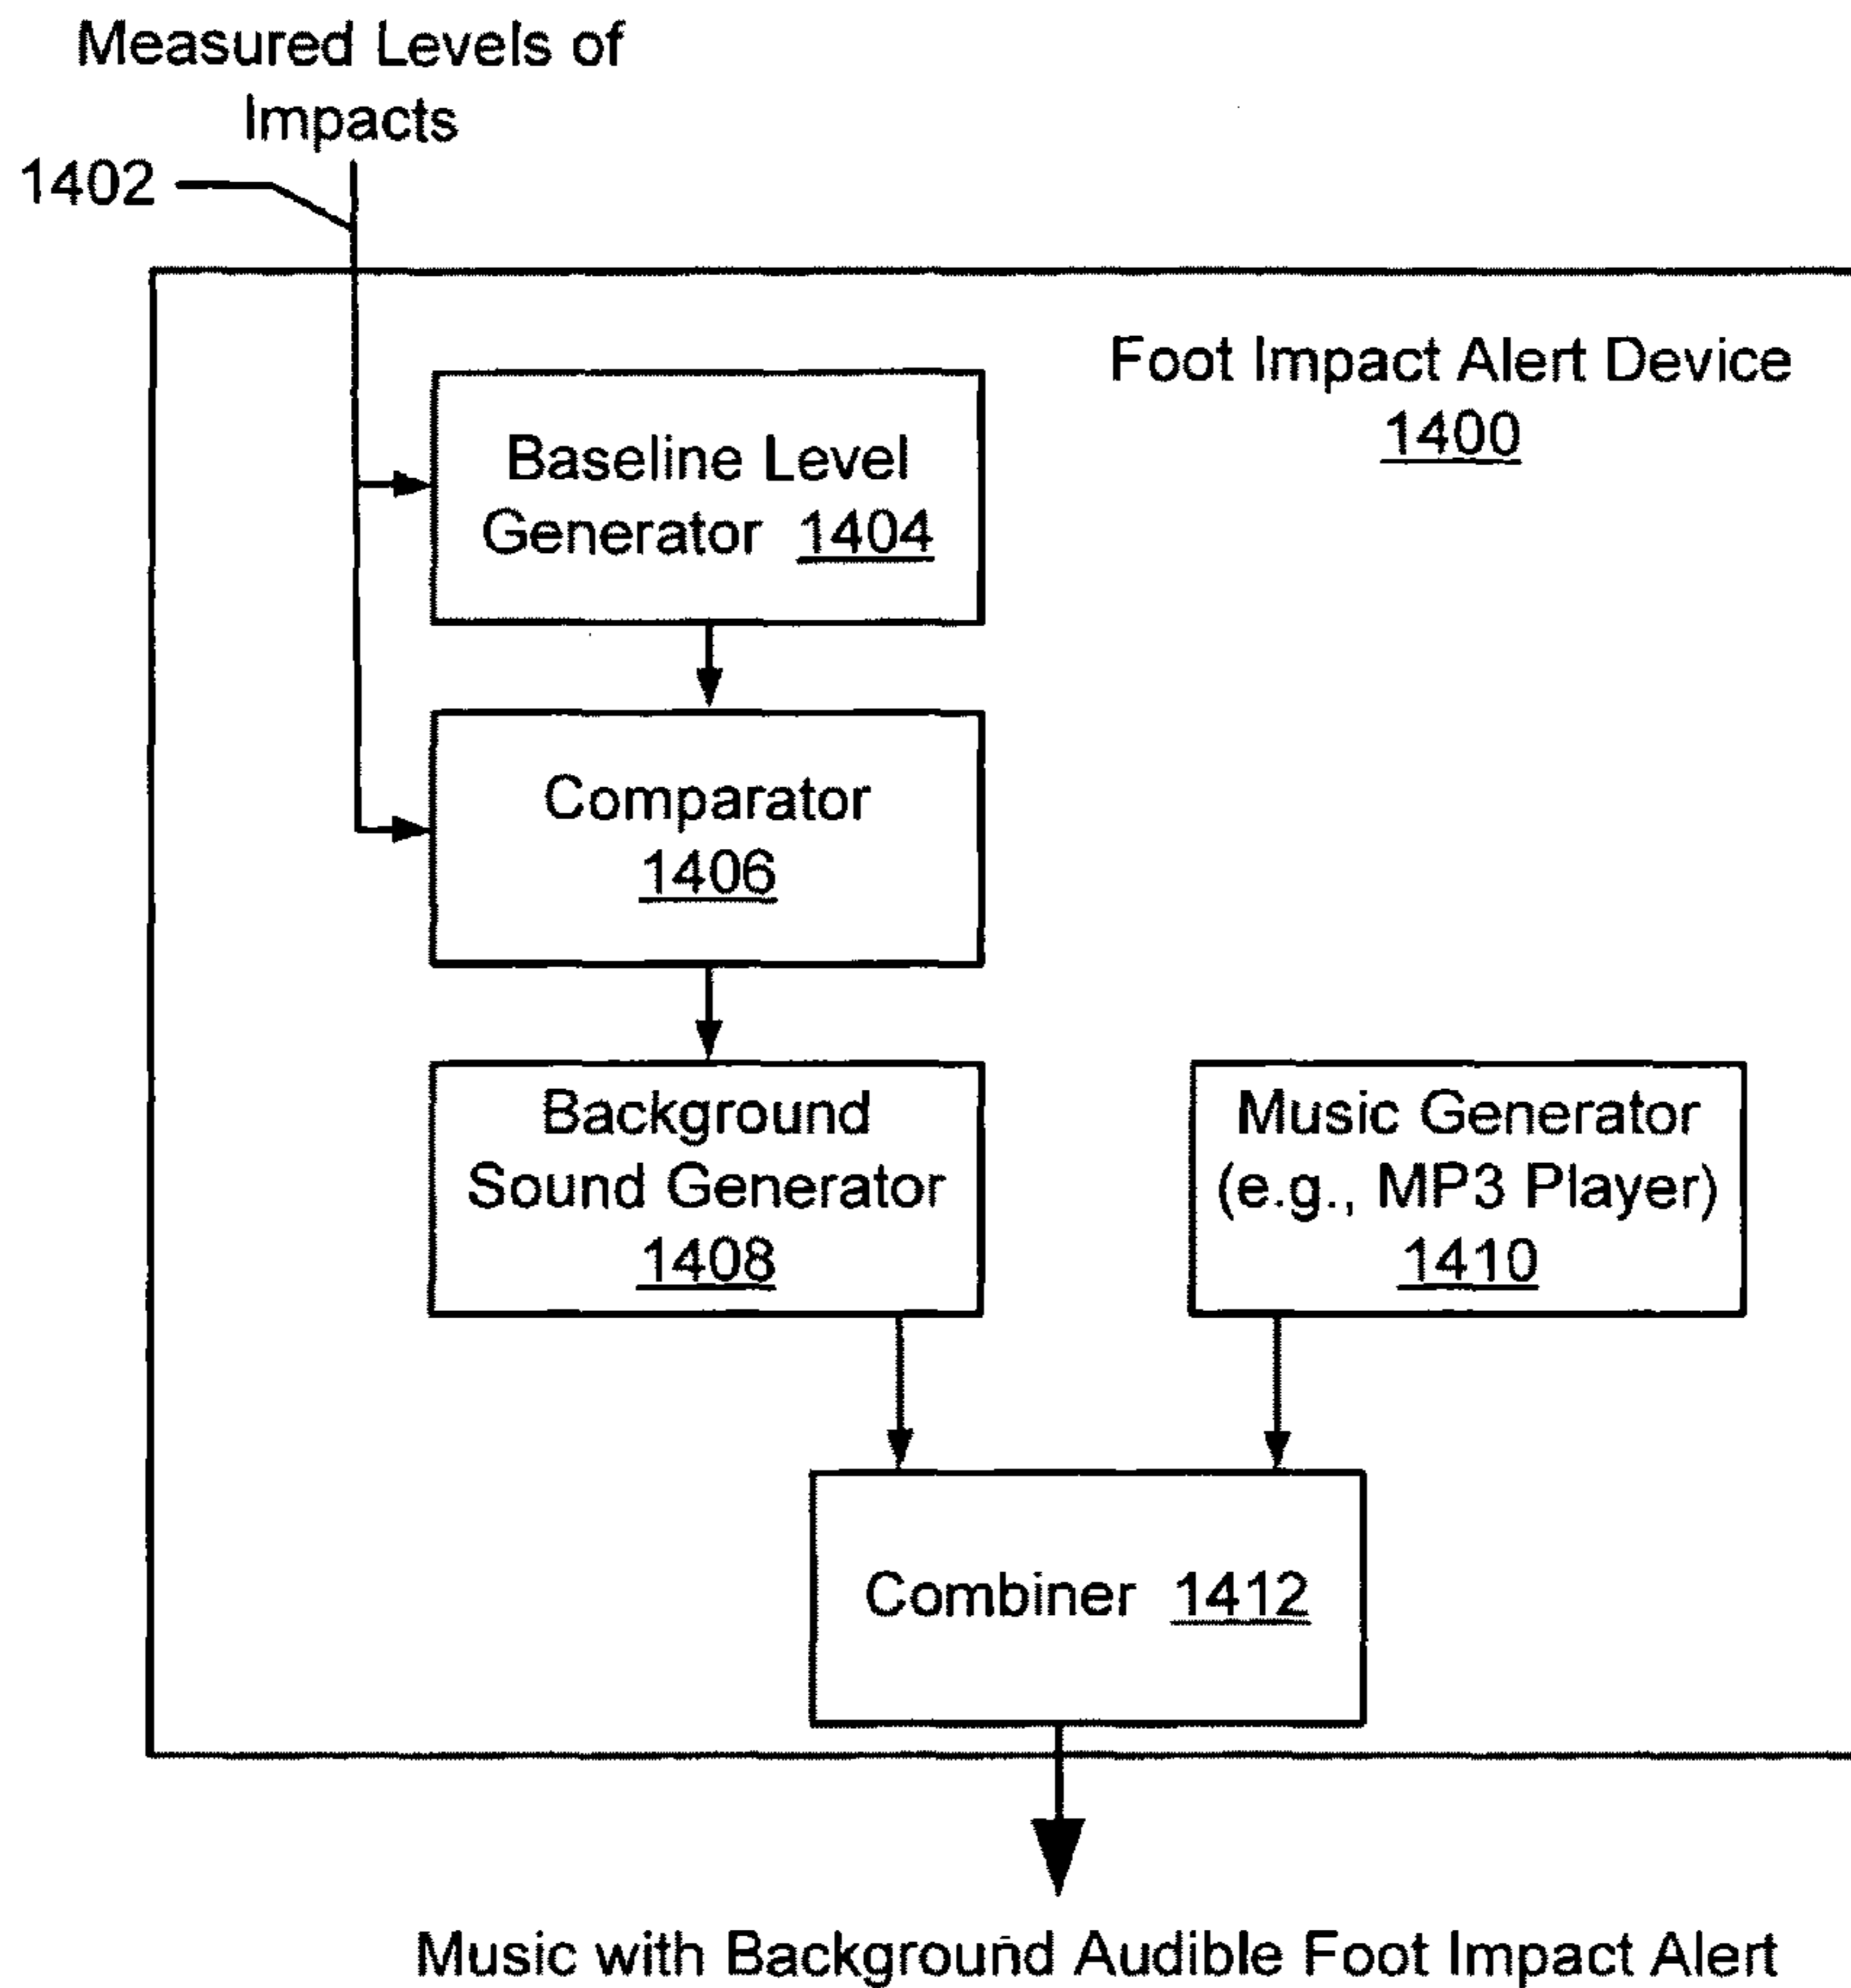 Measured Levels of
Impacts
1402
Foot Impact Alert Device
1400
Baseline Level
Generator 1404
Comparator
1406
Background
Sound Generator
1408
Music Generator
(e.g., MP3 Player)
1410
Combiner 1412
Music with Background Audible Foot Impact Alert